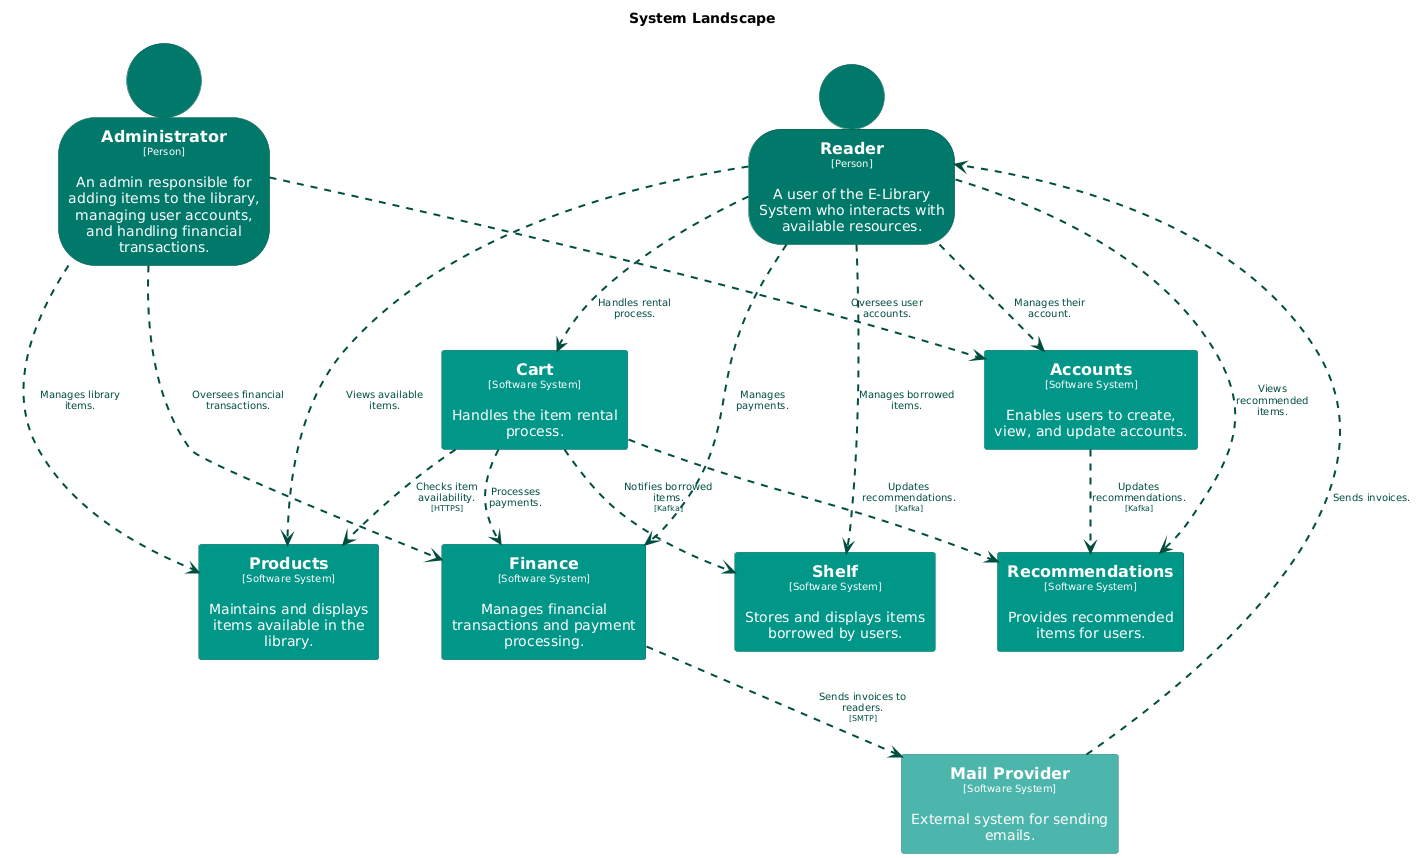 System Landscape
Administrator
[Person]
An admin responsible for
adding items to the library,
managing user accounts,
and handling financial
transactions.
Reader
[Person]
A user of the E-Library
System who interacts with
available resources.
Handles rental
process.
Oversees user
accounts.
Manages their
account.
Cart
[Software System]
Handles the item rental
process.
Accounts
[Software System]
Enables users to create,
view, and update accounts.
Manages library
items.
Oversees financial
transactions.
Views available
items.
Manages
payments.
Manages borrowed
items.
Views
recommended
items.
Checks item
availability.
[HTTPS]
Processes
payments.
Notifies borrowed
items.
[Kafka]
Updates
recommendations.
[Kafka]
Updates
recommendations.
[Kafka]
Sends invoices.
Products
[Software System]
Maintains and displays
items available in the
library.
Finance
[Software System]
Manages financial
transactions and payment
processing.
Shelf
[Software System]
Stores and displays items
borrowed by users.
Recommendations
[Software System]
Provides recommended
items for users.
Sends invoices to
readers.
[SMTP]
Mail Provider
[Software System]
External system for sending
emails.